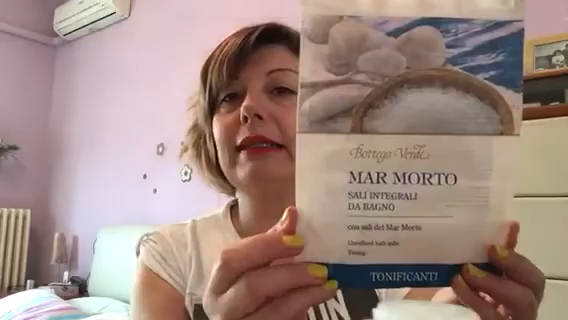 Bottega Verde
MAR MORTO
SALI INTEGRALI
DA BAGNO
con sali del Mar Morto
Unrefined bath salts
Toning
TONIFICANTI